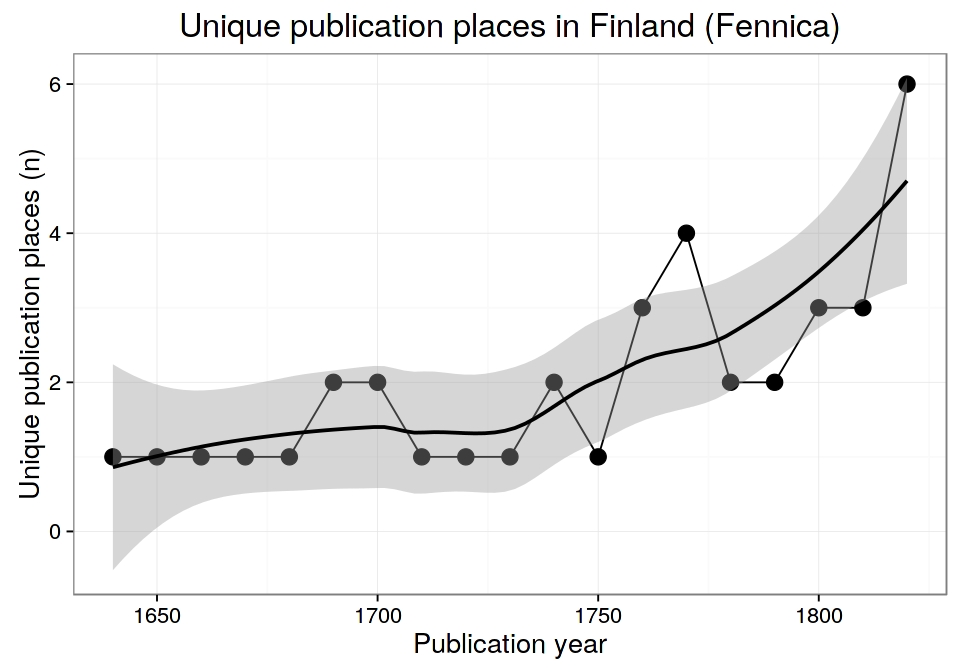 Unique publication places in Finland (Fennica)
Unique publication places (n)
6
4
2
0
1650 1700 1750 1800
Publication year